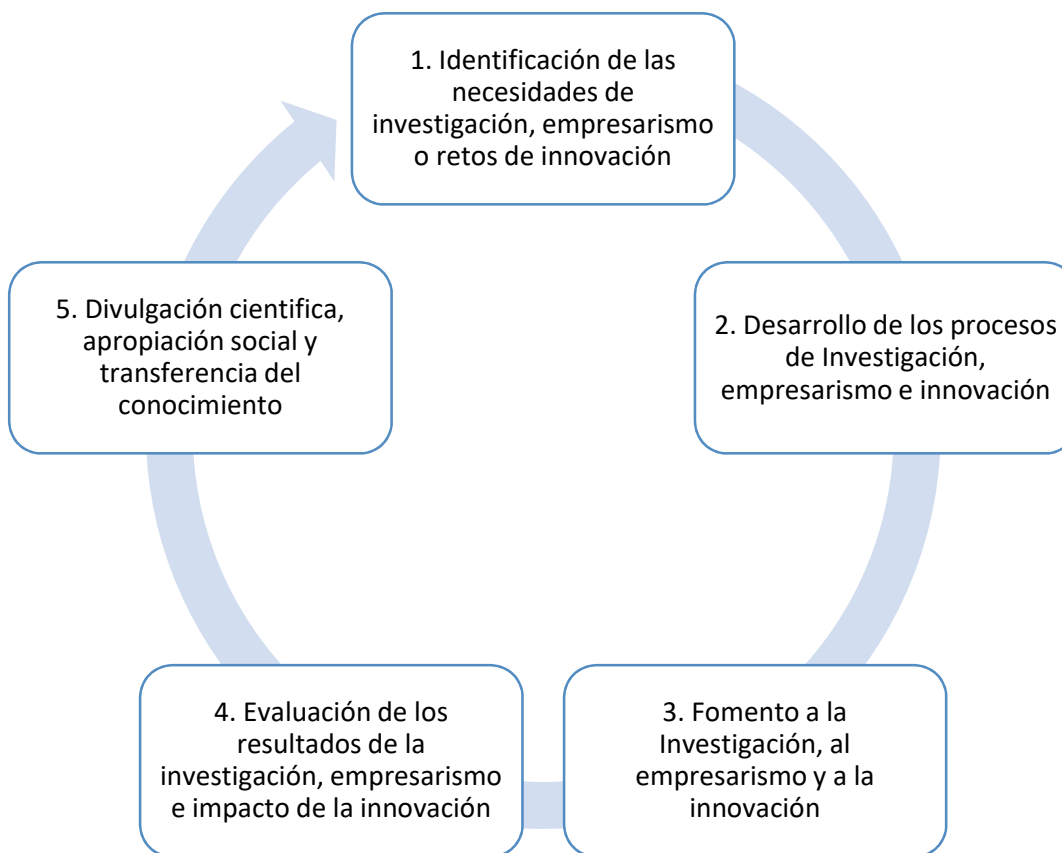 1. Identificación de las
necesidades de
investigación, empresarismo
o retos de innovación
2. Desarrollo de los procesos
de Investigación,
empresarismo e innovación
3. Fomento a la
Investigación, al
empresarismo y a la
innovación
4. Evaluación de los
resultados de la
investigación, empresarismo
e impacto de la innovación
5. Divulgación cientifica,
apropiación social y
transferencia del
conocimiento